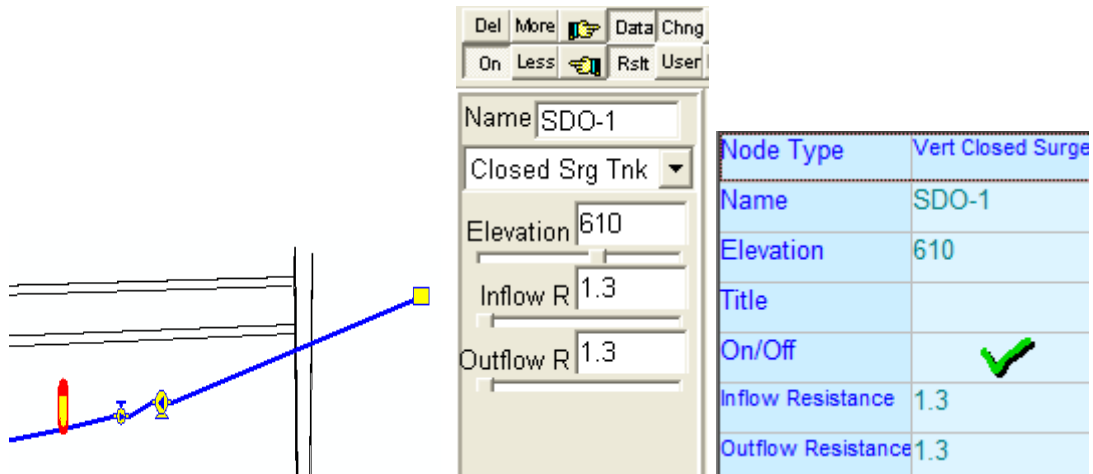 Del More Data Chng
On Less Rslt User
Name SDO-1
Closed Srg Tnk
Elevation 610
Inflow R 1.3
Outflow R 1.3
Node Type Vert Closed Surge
Name SDO-1
Elevation 610
Title
On/Off
Inflow Resistance 1.3
Outflow Resistance 1.3